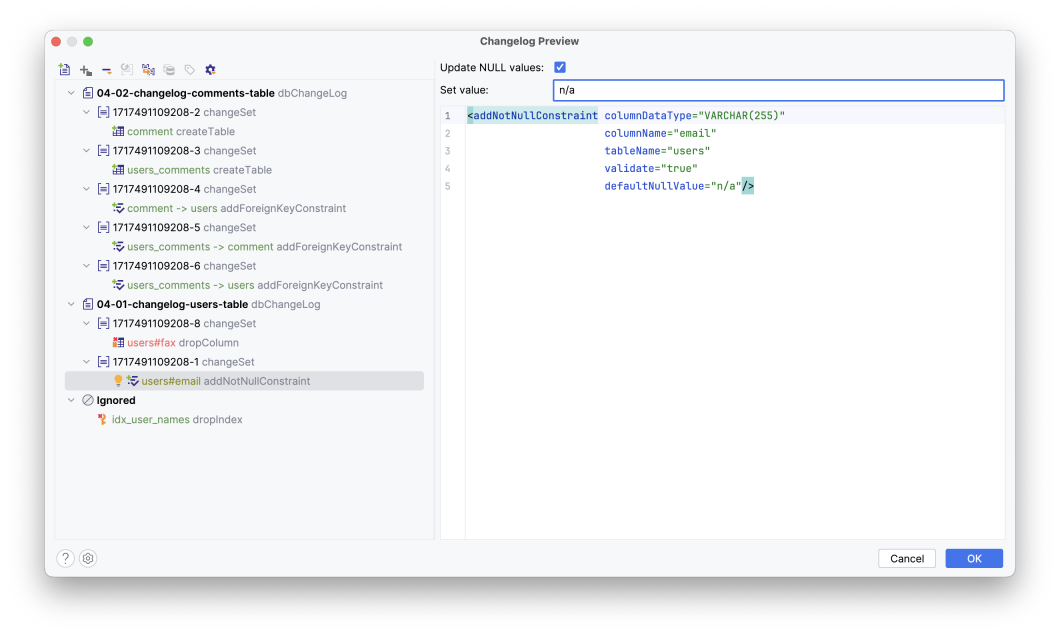 Changelog Preview
Update NULL values:
Set value: n/a
04-02-changelog-comments-table dbChangeLog
1717491109208-2 changeSet
comment createTable
1717491109208-3 changeSet
users_comments createTable
1717491109208-4 changeSet
comment -> users addForeignKeyConstraint
1717491109208-5 changeSet
users_comments -> comment addForeignKeyConstraint
1717491109208-6 changeSet
users_comments -> users addForeignKeyConstraint
04-01-changelog-users-table dbChangeLog
1717491109208-8 changeSet
users#fax dropColumn
1717491109208-1 changeSet
users#email addNotNullConstraint
Ignored
idx_user_names dropIndex
1 <addNotNullConstraint columnDataType="VARCHAR(255)"
2 columnName="email"
3 tableName="users"
4 validate="true"
5 defaultNullValue="n/a"/>
?
Cancel
OK